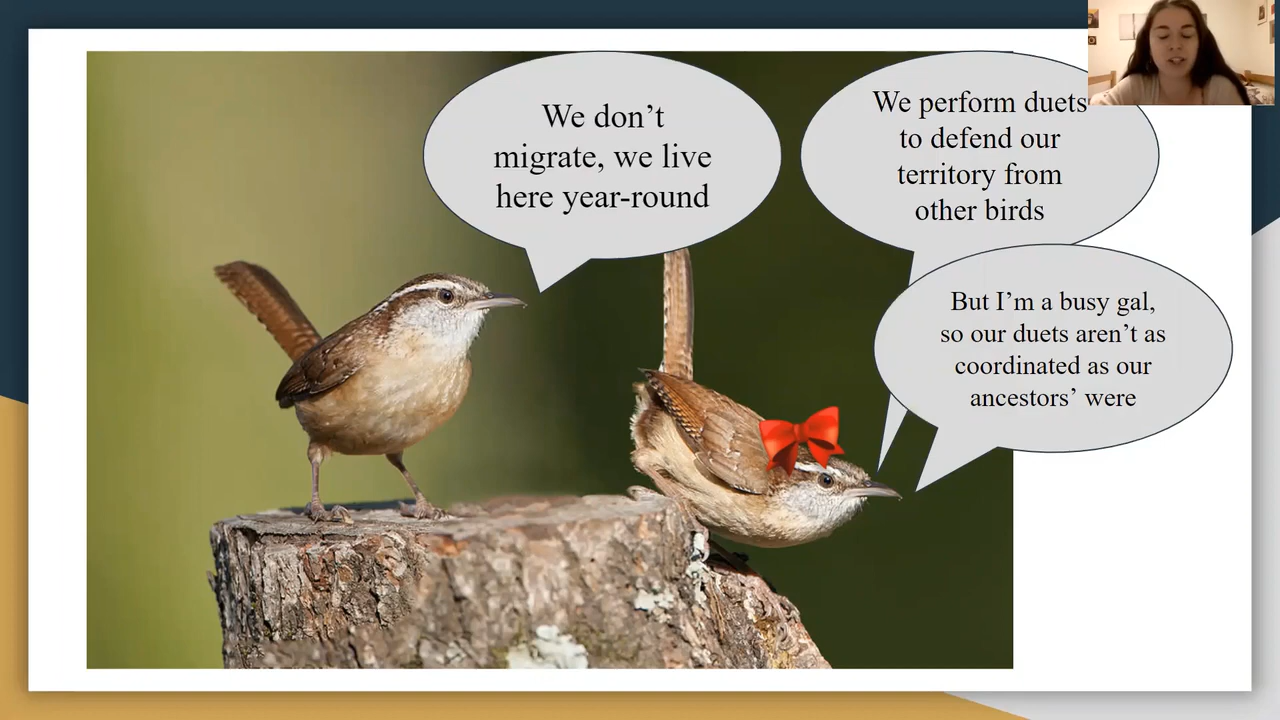 We don’t
migrate, we live
here year-round
We perform duets
to defend our
territory from
other birds
But I’m a busy gal,
so our duets aren’t as
coordinated as our
ancestors’ were